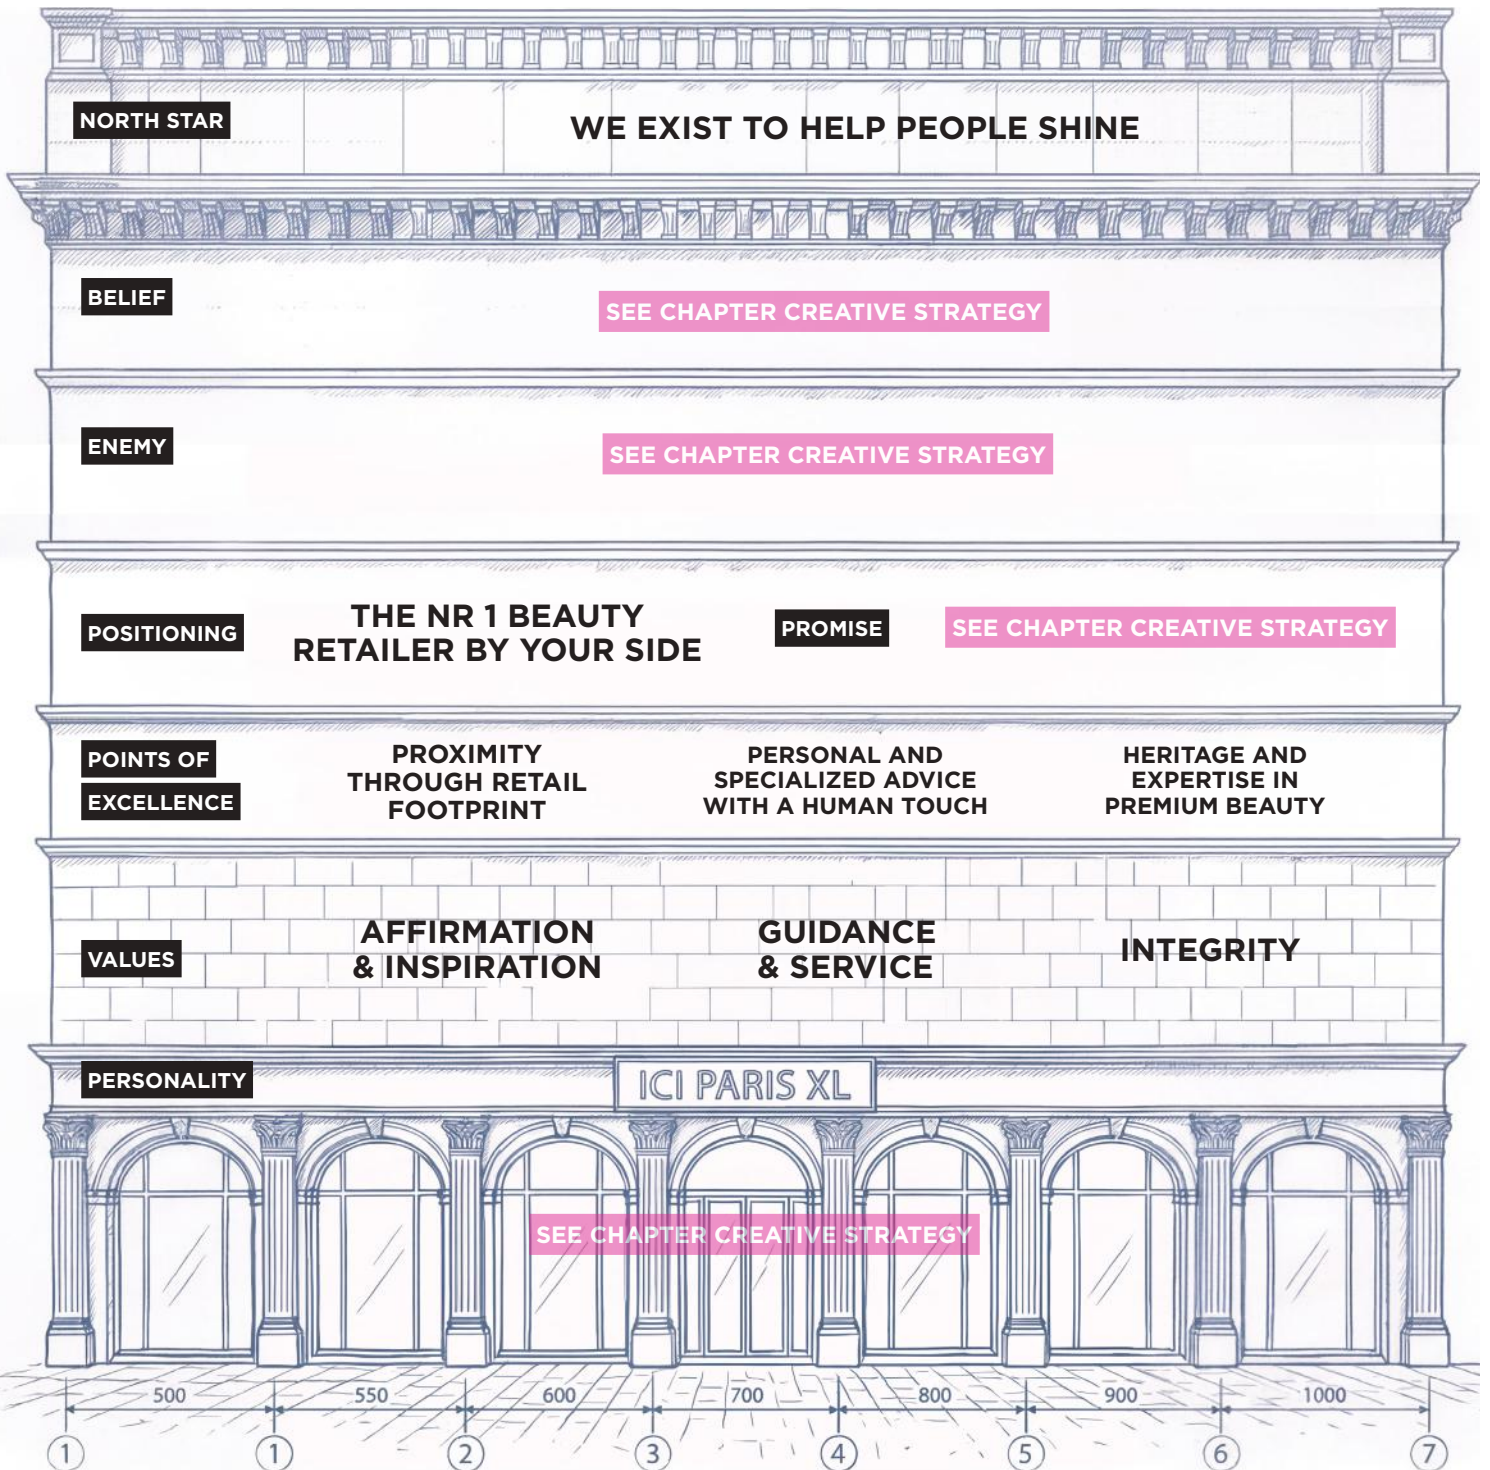 NORTH STAR
WE EXIST TO HELP PEOPLE SHINE
BELIEF
SEE CHAPTER CREATIVE STRATEGY
ENEMY
SEE CHAPTER CREATIVE STRATEGY
POSITIONING
THE NR 1 BEAUTY
RETAILER BY YOUR SIDE
PROMISE
SEE CHAPTER CREATIVE STRATEGY
POINTS OF
EXCELLENCE
PROXIMITY
THROUGH RETAIL
FOOTPRINT
PERSONAL AND
SPECIALIZED ADVICE
WITH A HUMAN TOUCH
HERITAGE AND
EXPERTISE IN
PREMIUM BEAUTY
VALUES
AFFIRMATION
& INSPIRATION
GUIDANCE
& SERVICE
INTEGRITY
PERSONALITY
ICI PARIS XL
SEE CHAPTER CREATIVE STRATEGY
500 550 600 700 800 900 1000
1 1 2 3 4 5 6 7